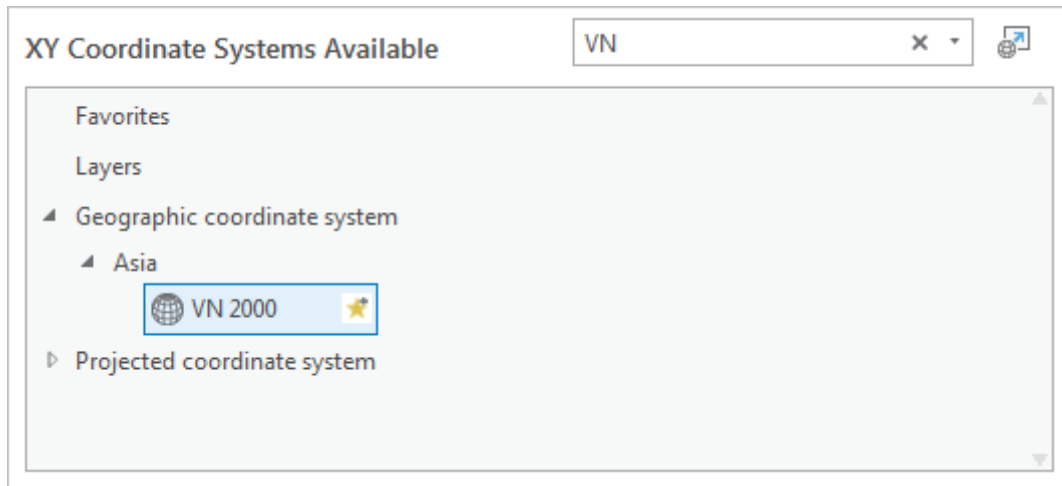 XY Coordinate Systems Available
VN
Favorites
Layers
Geographic coordinate system
Asia
VN 2000
Projected coordinate system